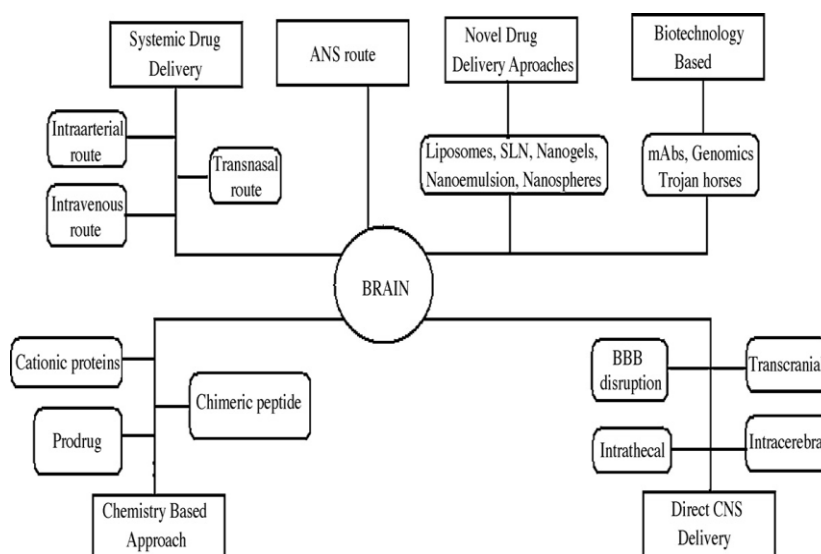 Systemic Drug
Delivery
ANS route
Novel Drug
Delivery Aproaches
Biotechnology
Based
Intraarterial
route
Transnasal
route
Intravenous
route
Liposomes, SLN, Nanogels,
Nanoemulsion, Nanospheres
mAbs, Genomics
Trojan horses
BRAIN
Cationic proteins
Chimeric peptide
Prodrug
Chemistry Based
Approach
BBB
disruption
Transcranial
Intrathecal
Intracerebra
Direct CNS
Delivery